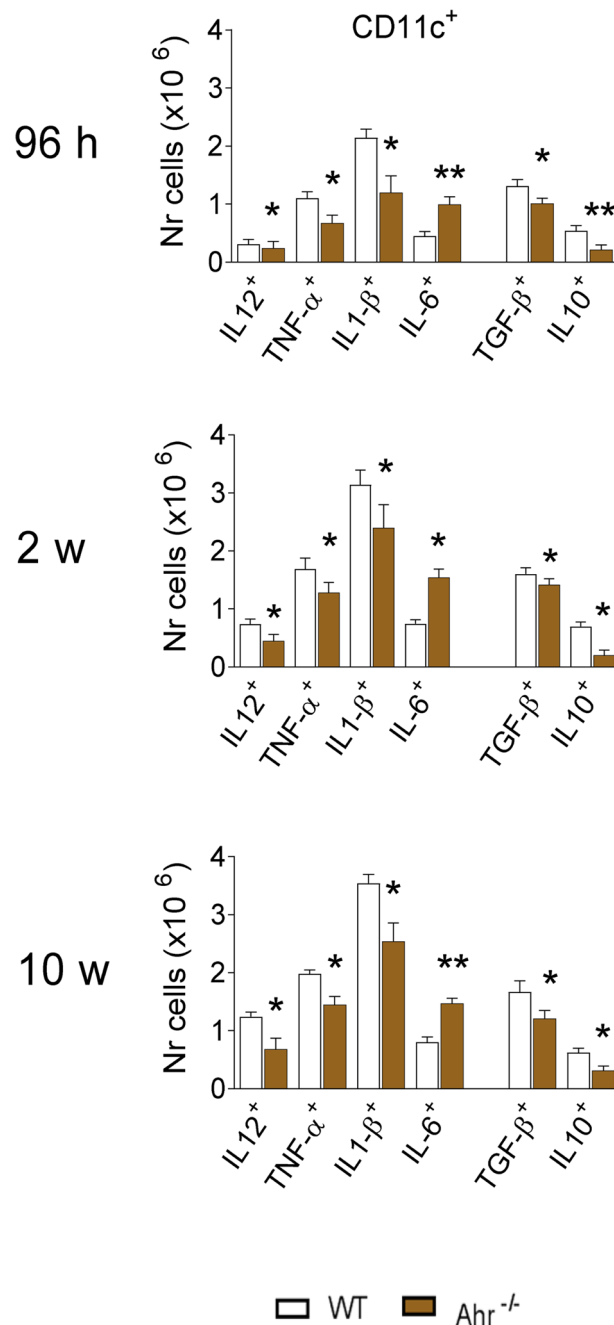 CD11c⁺
96 h
Nr cells (x10 ⁶)
4
3
2
1
0
* * * ** * **
IL12⁺ TNF-α⁺ IL1-β⁺ IL-6⁺ TGF-β⁺ IL10⁺
2 w
Nr cells (x10 ⁶)
4
3
2
1
0
* * * * * *
IL12⁺ TNF-α⁺ IL1-β⁺ IL-6⁺ TGF-β⁺ IL10⁺
10 w
Nr cells (x10 ⁶)
4
3
2
1
0
* * * ** * *
IL12⁺ TNF-α⁺ IL1-β⁺ IL-6⁺ TGF-β⁺ IL10⁺
WT Ahr ⁻/⁻